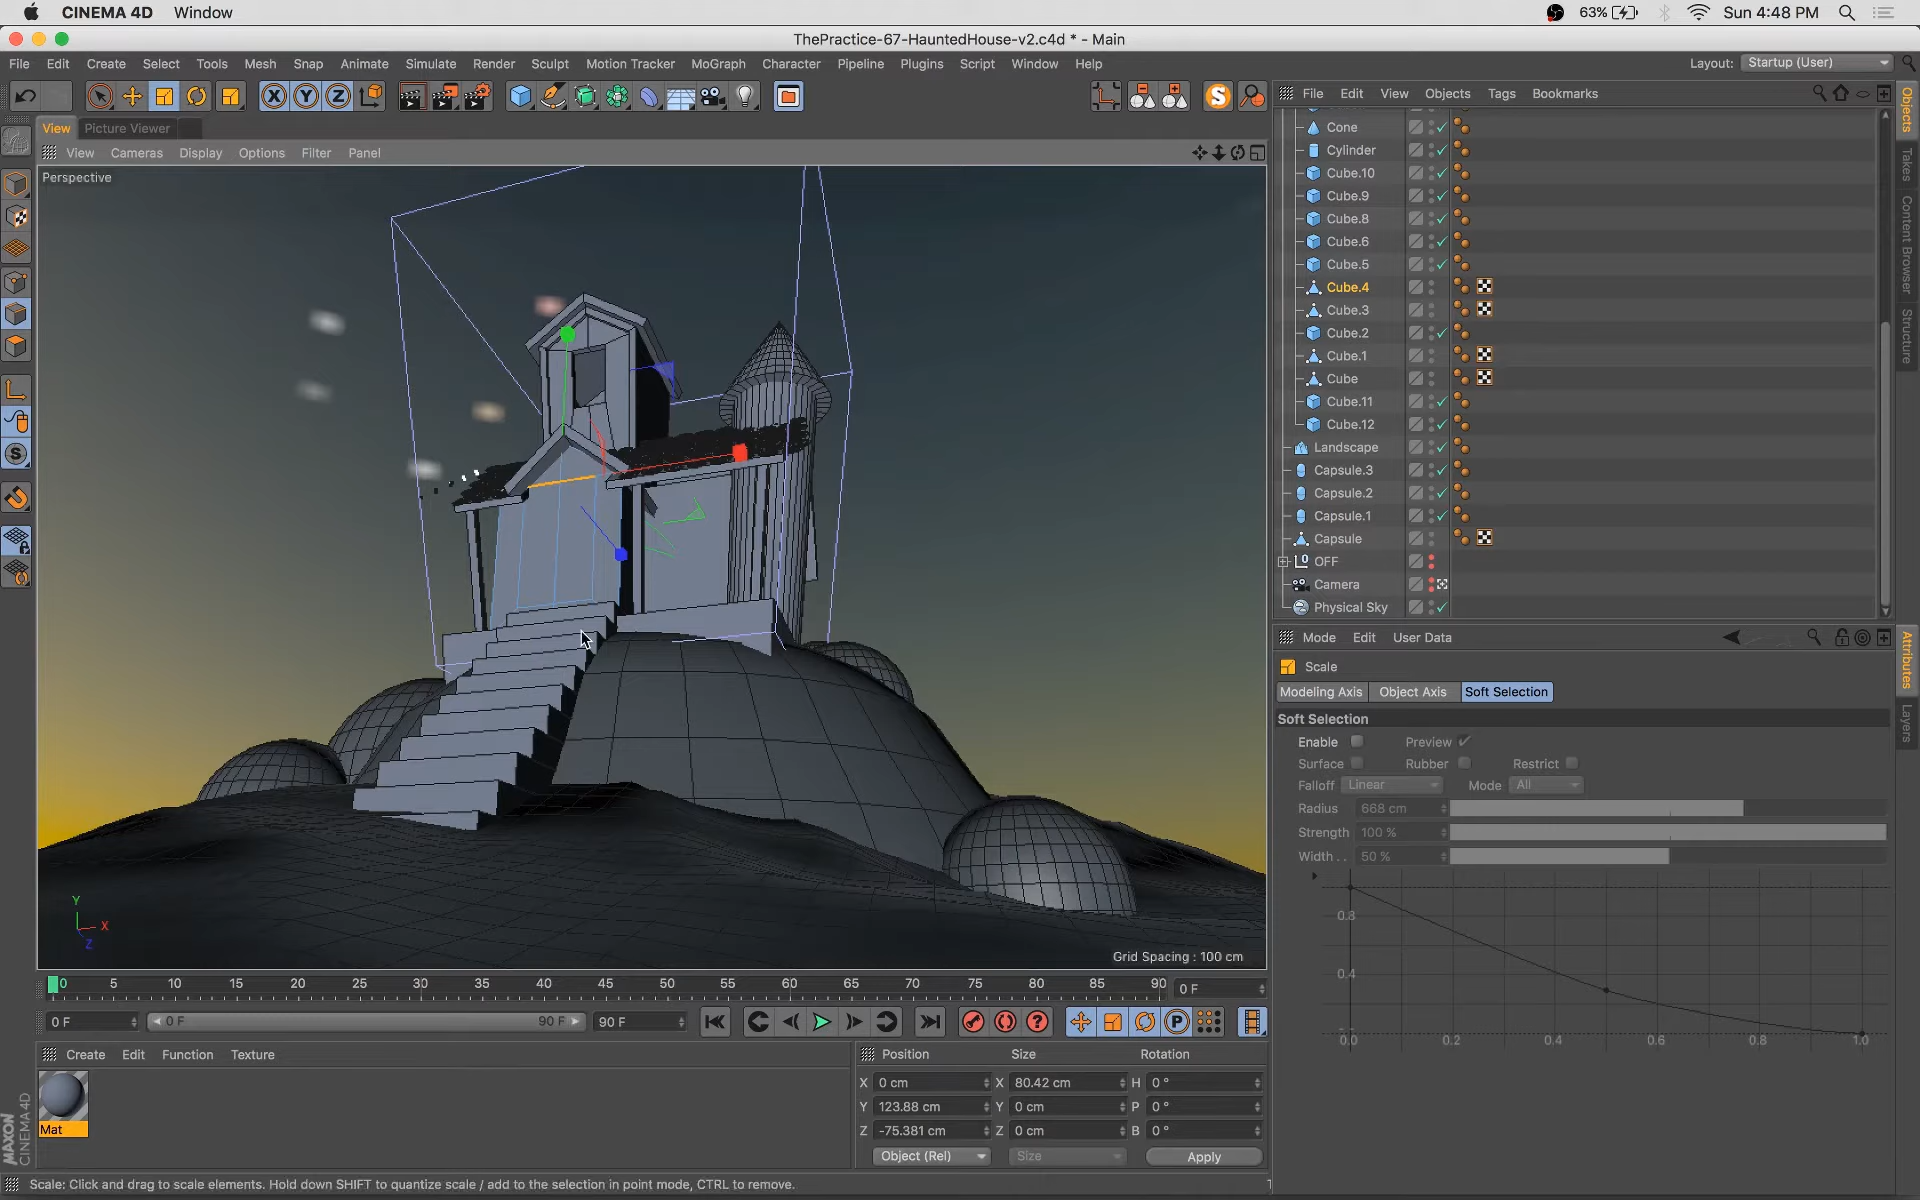 CINEMA 4D Window 63% Sun 4:48 PM
ThePractice-67-HauntedHouse-v2.c4d * - Main
File Edit Create Select Tools Mesh Snap Animate Simulate Render Sculpt Motion Tracker MoGraph Character Pipeline Plugins Script Window Help Layout: Startup (User)
X Y Z S
File Edit View Objects Tags Bookmarks
View Picture Viewer
View Cameras Display Options Filter Panel
Perspective
Cone
Cylinder
Cube.10
Cube.9
Cube.8
Cube.6
Cube.5
Cube.4
Cube.3
Cube.2
Cube.1
Cube
Cube.11
Cube.12
Landscape
Capsule.3
Capsule.2
Capsule.1
Capsule
OFF
Camera
Physical Sky
Objects
Takes
Content Browser
Structure
Mode Edit User Data
Scale
Modeling Axis Object Axis Soft Selection
Soft Selection
Enable Preview
Surface Rubber Restrict
Falloff Linear Mode All
Radius 668 cm
Strength 100 %
Width . . 50 %
0.8
0.4
0.0 0.2 0.4 0.6 0.8 1.0
Attributes
Layers
Y
X
Z
Grid Spacing : 100 cm
0 5 10 15 20 25 30 35 40 45 50 55 60 65 70 75 80 85 90 0 F
0 F 0 F 90 F 90 F
Create Edit Function Texture
Mat
MAXON
CINEMA 4D
Position Size Rotation
X 0 cm X 80.42 cm H 0 °
Y 123.88 cm Y 0 cm P 0 °
Z -75.381 cm Z 0 cm B 0 °
Object (Rel) Size Apply
Scale: Click and drag to scale elements. Hold down SHIFT to quantize scale / add to the selection in point mode, CTRL to remove.